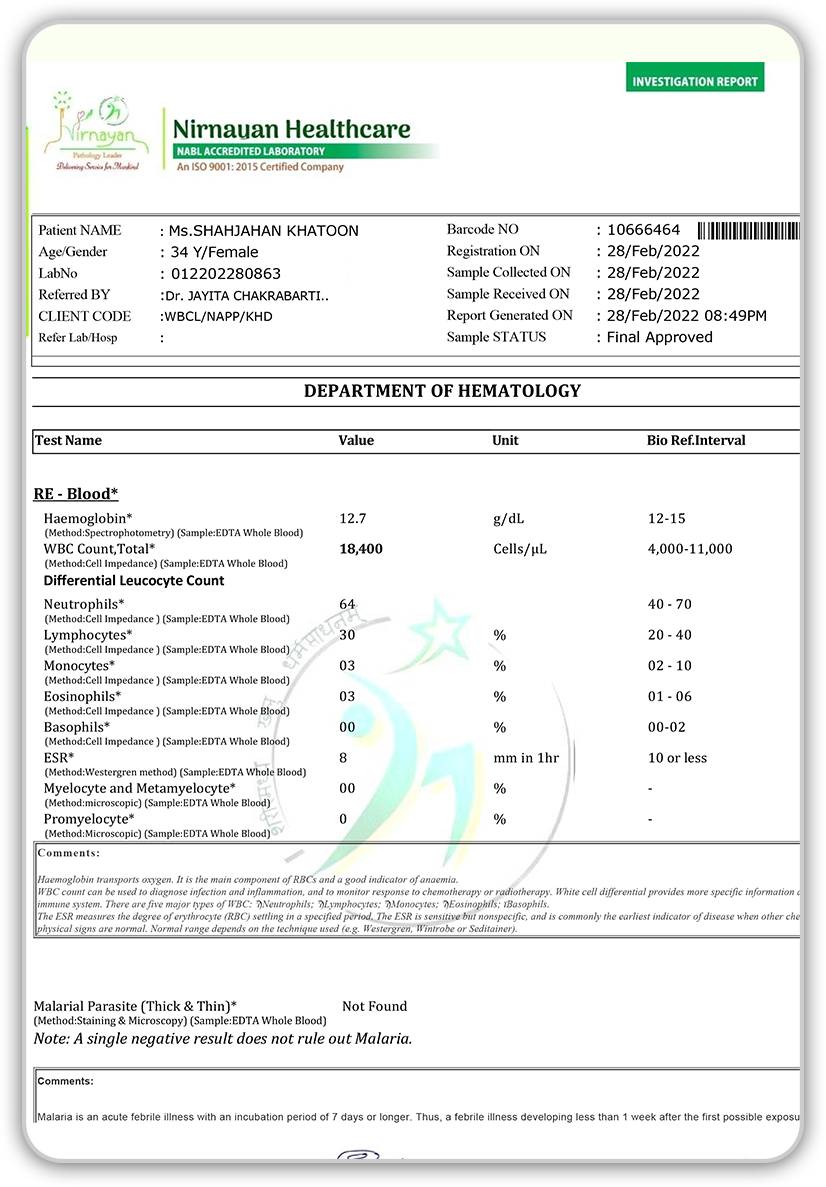 INVESTIGATION REPORT
Nirnayan
Pathology Leader
Delivering Service for Mankind
Nirnayan Healthcare
NABL ACCREDITED LABORATORY
An ISO 9001: 2015 Certified Company
Patient NAME : Ms.SHAHJAHAN KHATOON Barcode NO : 10666464
Age/Gender : 34 Y/Female Registration ON : 28/Feb/2022
LabNo : 012202280863 Sample Collected ON : 28/Feb/2022
Referred BY :Dr. JAYITA CHAKRABARTI.. Sample Received ON : 28/Feb/2022
CLIENT CODE :WBCL/NAPP/KHD Report Generated ON : 28/Feb/2022 08:49PM
Refer Lab/Hosp : Sample STATUS : Final Approved
DEPARTMENT OF HEMATOLOGY
Test Name Value Unit Bio Ref.Interval
RE - Blood*
Haemoglobin* 12.7 g/dL 12-15
(Method:Spectrophotometry) (Sample:EDTA Whole Blood)
WBC Count,Total* 18,400 Cells/µL 4,000-11,000
(Method:Cell Impedance) (Sample:EDTA Whole Blood)
Differential Leucocyte Count
Neutrophils* 64 40 - 70
(Method:Cell Impedance ) (Sample:EDTA Whole Blood)
Lymphocytes* 30 % 20 - 40
(Method:Cell Impedance ) (Sample:EDTA Whole Blood)
Monocytes* 03 % 02 - 10
(Method:Cell Impedance ) (Sample:EDTA Whole Blood)
Eosinophils* 03 % 01 - 06
(Method:Cell Impedance ) (Sample:EDTA Whole Blood)
Basophils* 00 % 00-02
(Method:Cell Impedance ) (Sample:EDTA Whole Blood)
ESR* 8 mm in 1hr 10 or less
(Method:Westergren method) (Sample:EDTA Whole Blood)
Myelocyte and Metamyelocyte* 00 % -
(Method:microscopic) (Sample:EDTA Whole Blood)
Promyelocyte* 0 % -
(Method:Microscopic) (Sample:EDTA Whole Blood)
Comments:
Haemoglobin transports oxygen. It is the main component of RBCs and a good indicator of anaemia.
WBC count can be used to diagnose infection and inflammation, and to monitor response to chemotherapy or radiotherapy. White cell differential provides more specific information
immune system. There are five major types of WBC: Neutrophils; Lymphocytes; Monocytes; Eosinophils; Basophils.
The ESR measures the degree of erythrocyte (RBC) settling in a specified period. The ESR is sensitive but nonspecific, and is commonly the earliest indicator of disease when other che
physical signs are normal. Normal range depends on the technique used (e.g. Westergren, Wintrobe or Seditainer).
Malarial Parasite (Thick & Thin)* Not Found
(Method:Staining & Microscopy) (Sample:EDTA Whole Blood)
Note: A single negative result does not rule out Malaria.
Comments:
Malaria is an acute febrile illness with an incubation period of 7 days or longer. Thus, a febrile illness developing less than 1 week after the first possible exposu